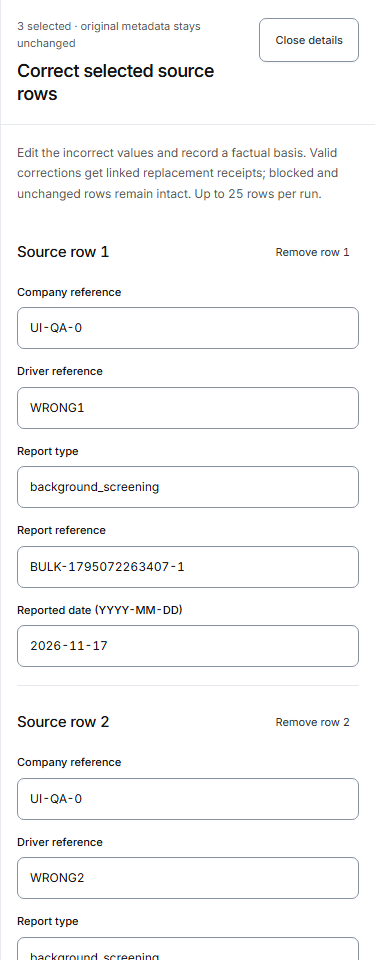 3 selected · original metadata stays
unchanged
Close details
Correct selected source
rows
Edit the incorrect values and record a factual basis. Valid
corrections get linked replacement receipts; blocked and
unchanged rows remain intact. Up to 25 rows per run.
Source row 1
Remove row 1
Company reference
UI-QA-0
Driver reference
WRONG1
Report type
background_screening
Report reference
BULK-1795072263407-1
Reported date (YYYY-MM-DD)
2026-11-17
Source row 2
Remove row 2
Company reference
UI-QA-0
Driver reference
WRONG2
Report type
background_screening